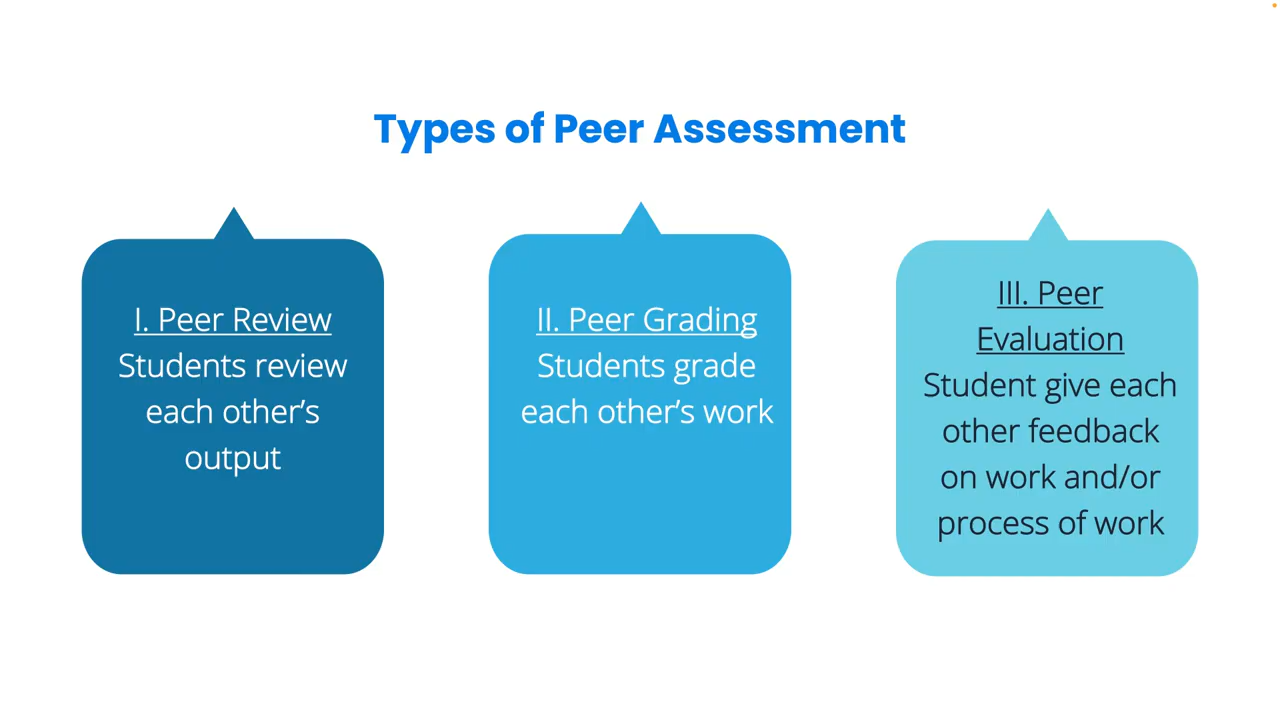 Types of Peer Assessment
I. Peer Review
Students review
each other’s
output
II. Peer Grading
Students grade
each other’s work
III. Peer
Evaluation
Student give each
other feedback
on work and/or
process of work